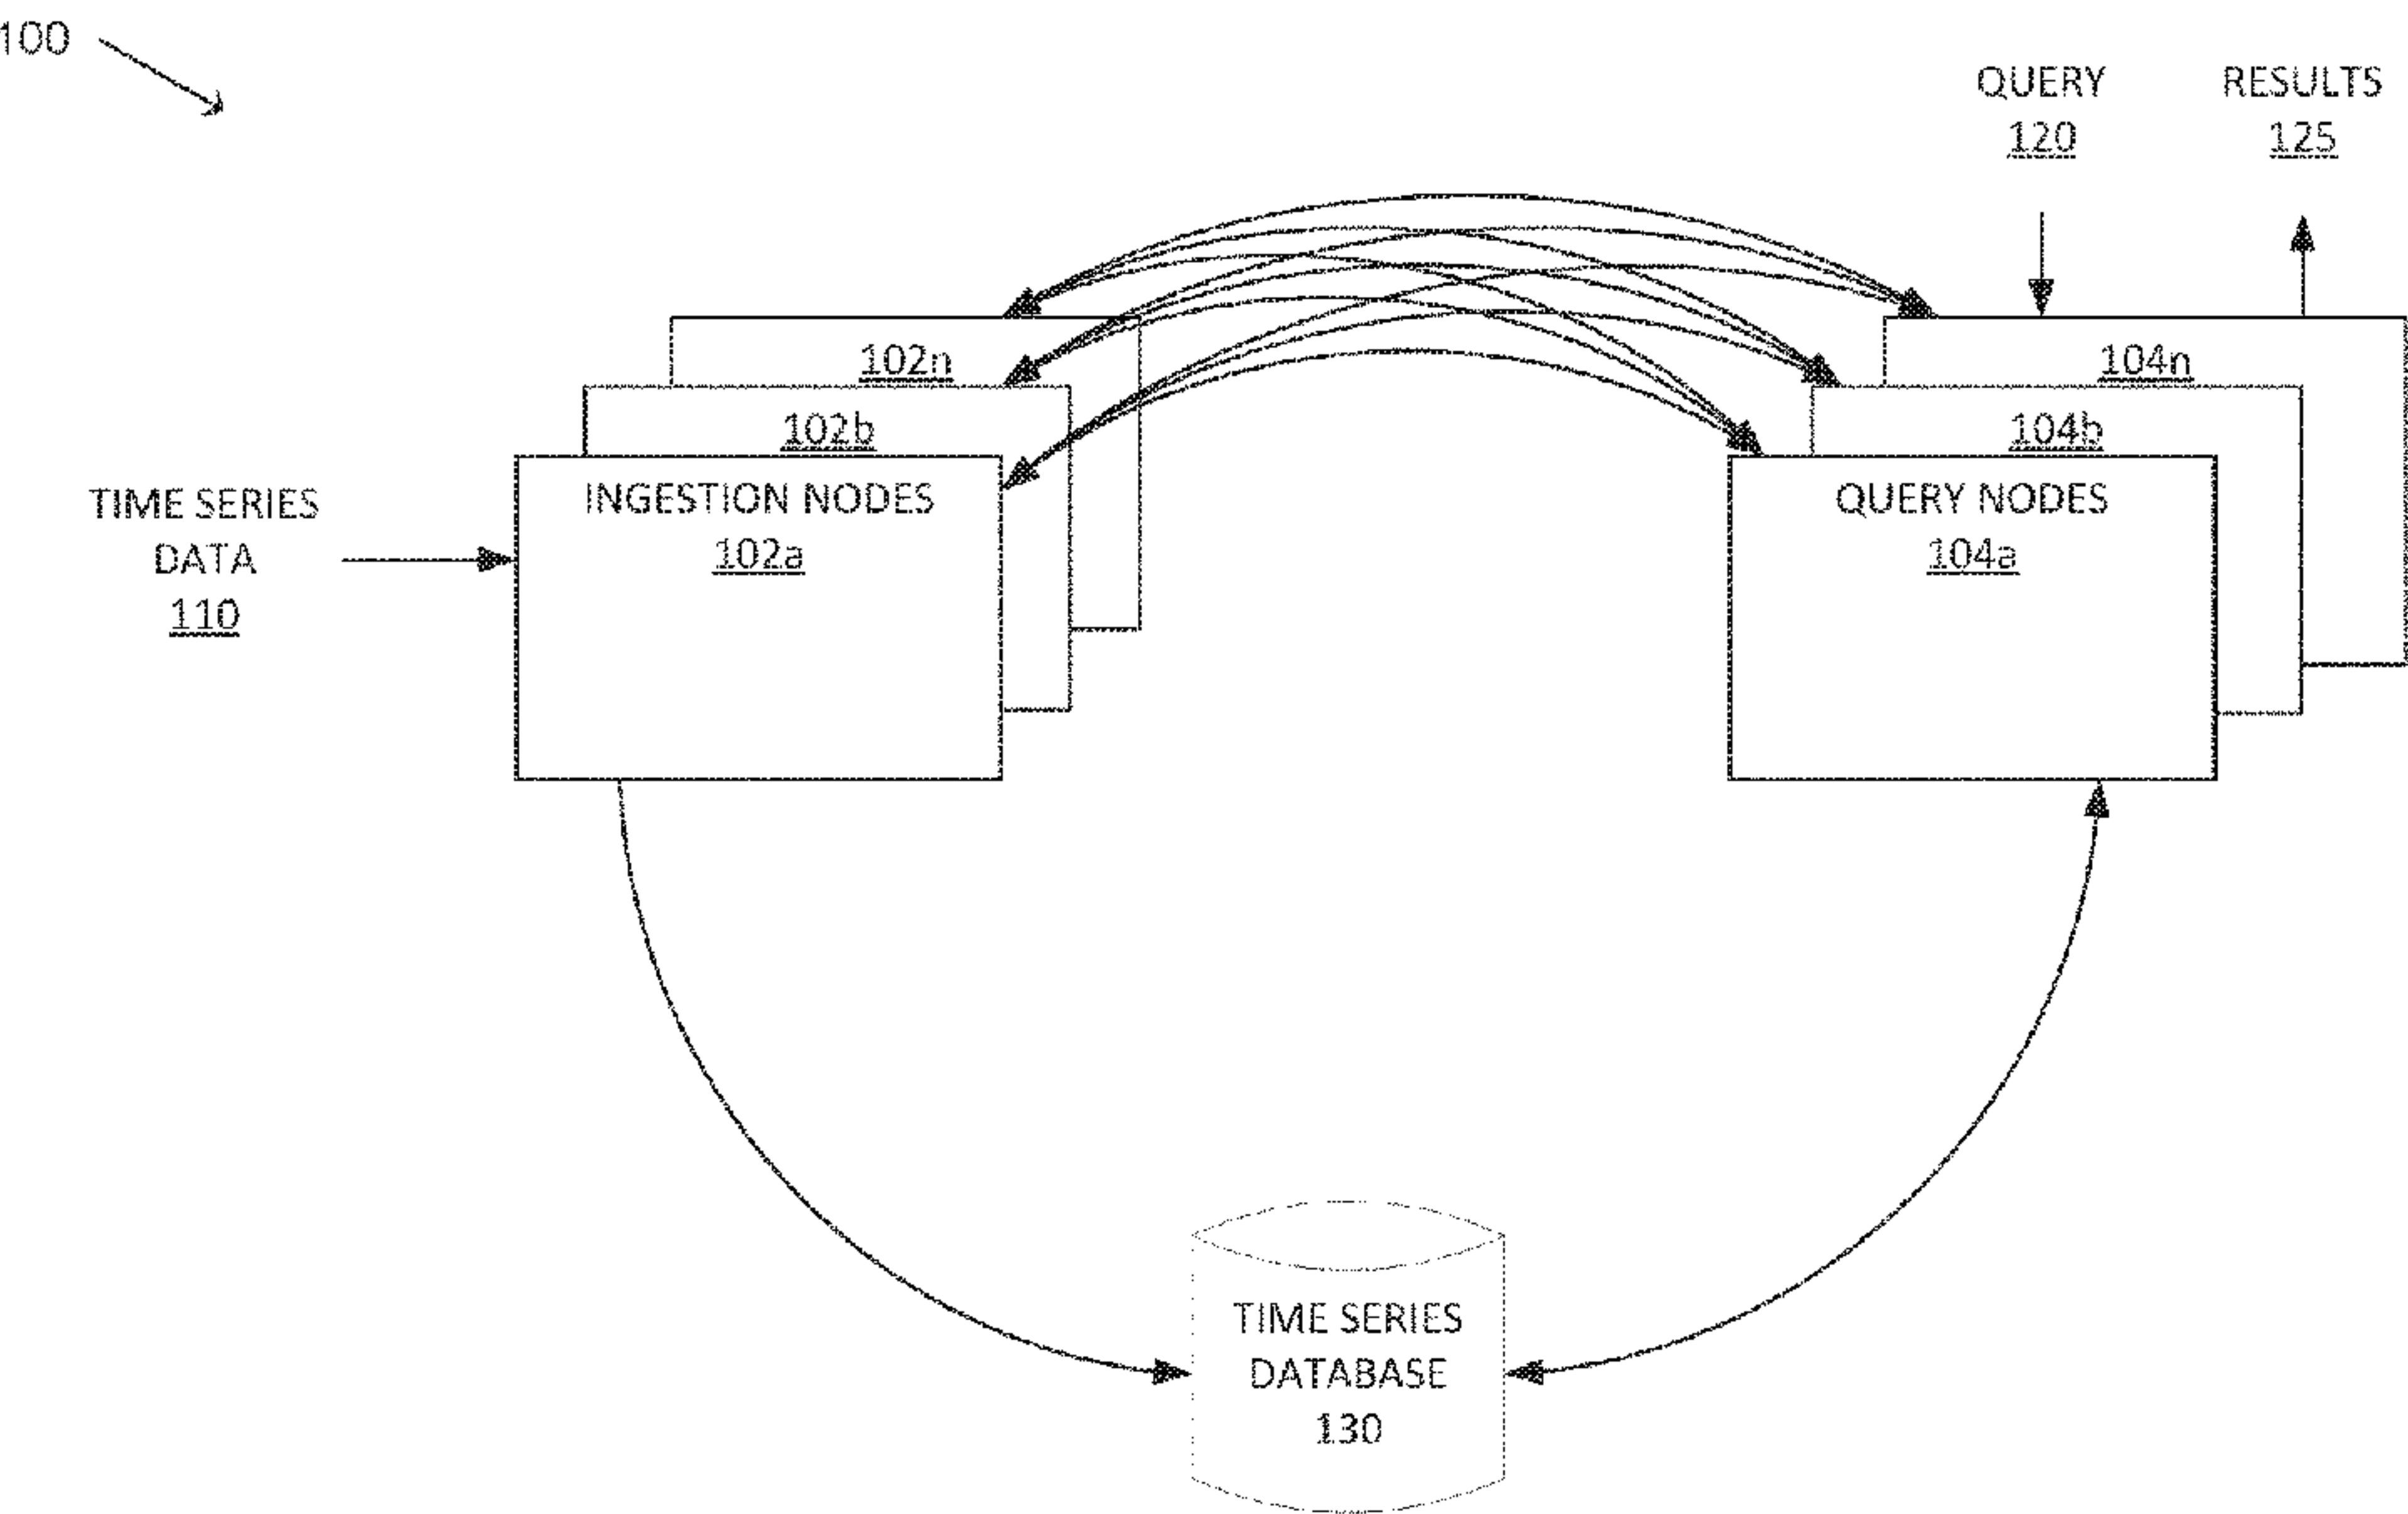 100
QUERY
120
RESULTS
125
102n
102b
INGESTION NODES
102a
104n
104b
QUERY NODES
104a
TIME SERIES
DATA
110
TIME SERIES
DATABASE
130